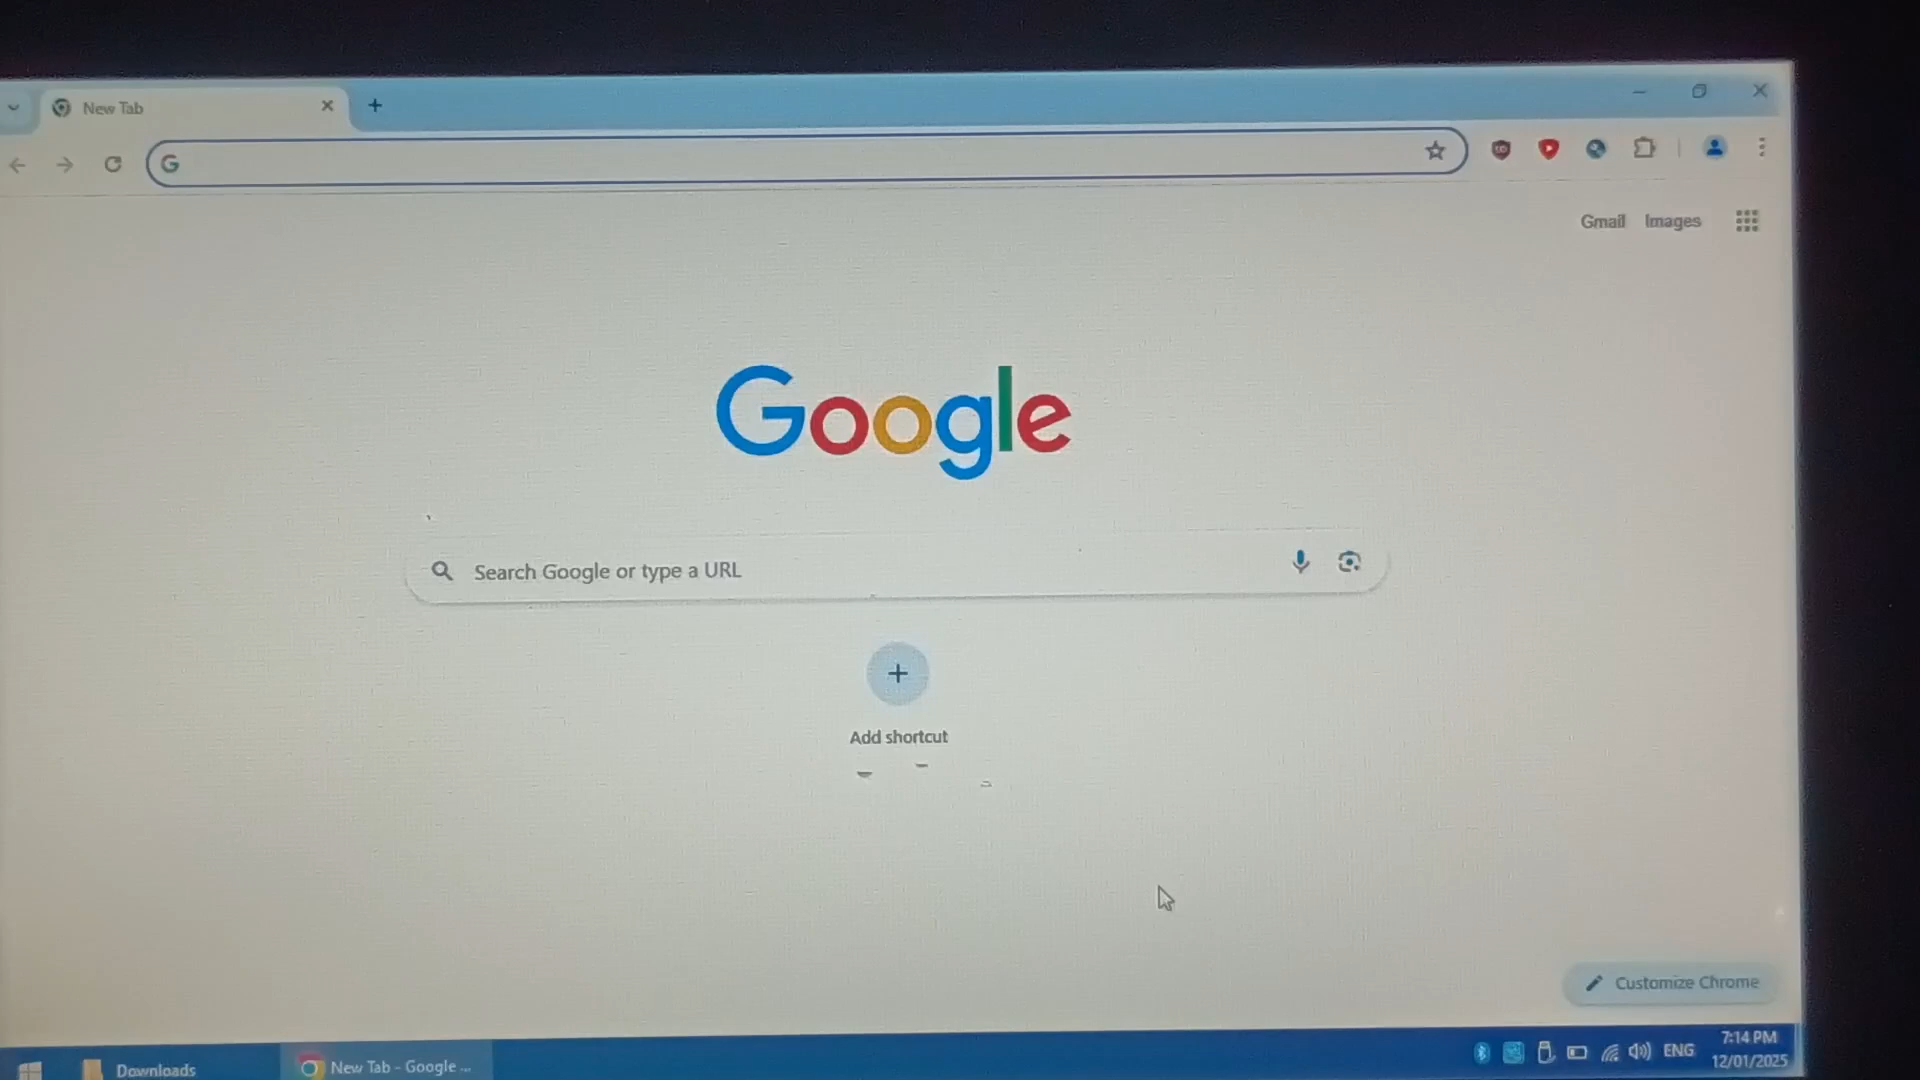 New Tab
Gmail Images
Google
Search Google or type a URL
Add shortcut
Customize Chrome
Downloads
New Tab - Google ...
ENG
7:14 PM
12/01/2025